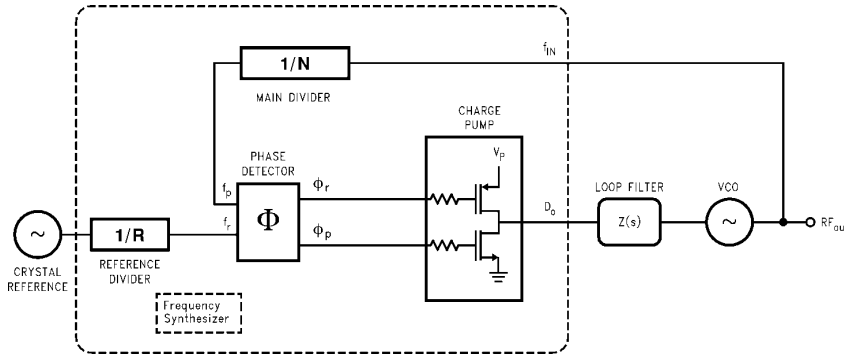 1/N
f_IN
MAIN DIVIDER
CHARGE
PUMP
V_P
PHASE
DETECTOR
f_p
ϕ_r
LOOP FILTER
VCO
D_o
Φ
Z(s)
~
RF_ou
~
1/R
f_r
ϕ_p
CRYSTAL
REFERENCE
REFERENCE
DIVIDER
Frequency
Synthesizer